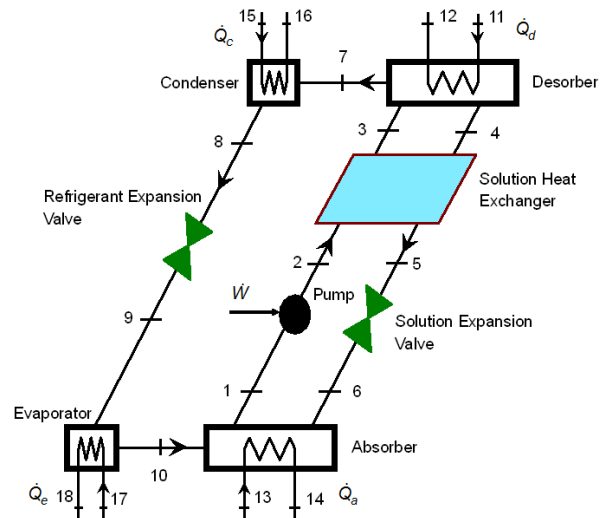 15 16 12 11
Q̇c Q̇d
7
Condenser Desorber
3 4
8
Refrigerant Expansion
Valve
Solution Heat
Exchanger
2 5
Ẇ Pump
9
Solution Expansion
Valve
1 6
Evaporator
Absorber
10
Q̇e 18 17 13 14 Q̇a